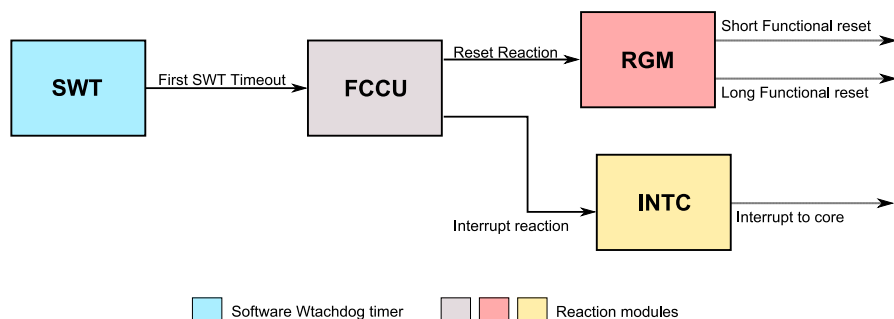 Short Functional reset
Reset Reaction
RGM
SWT
First SWT Timeout
FCCU
Long Functional reset
INTC
Interrupt reaction
Interrupt to core
Software Wtachdog timer
Reaction modules